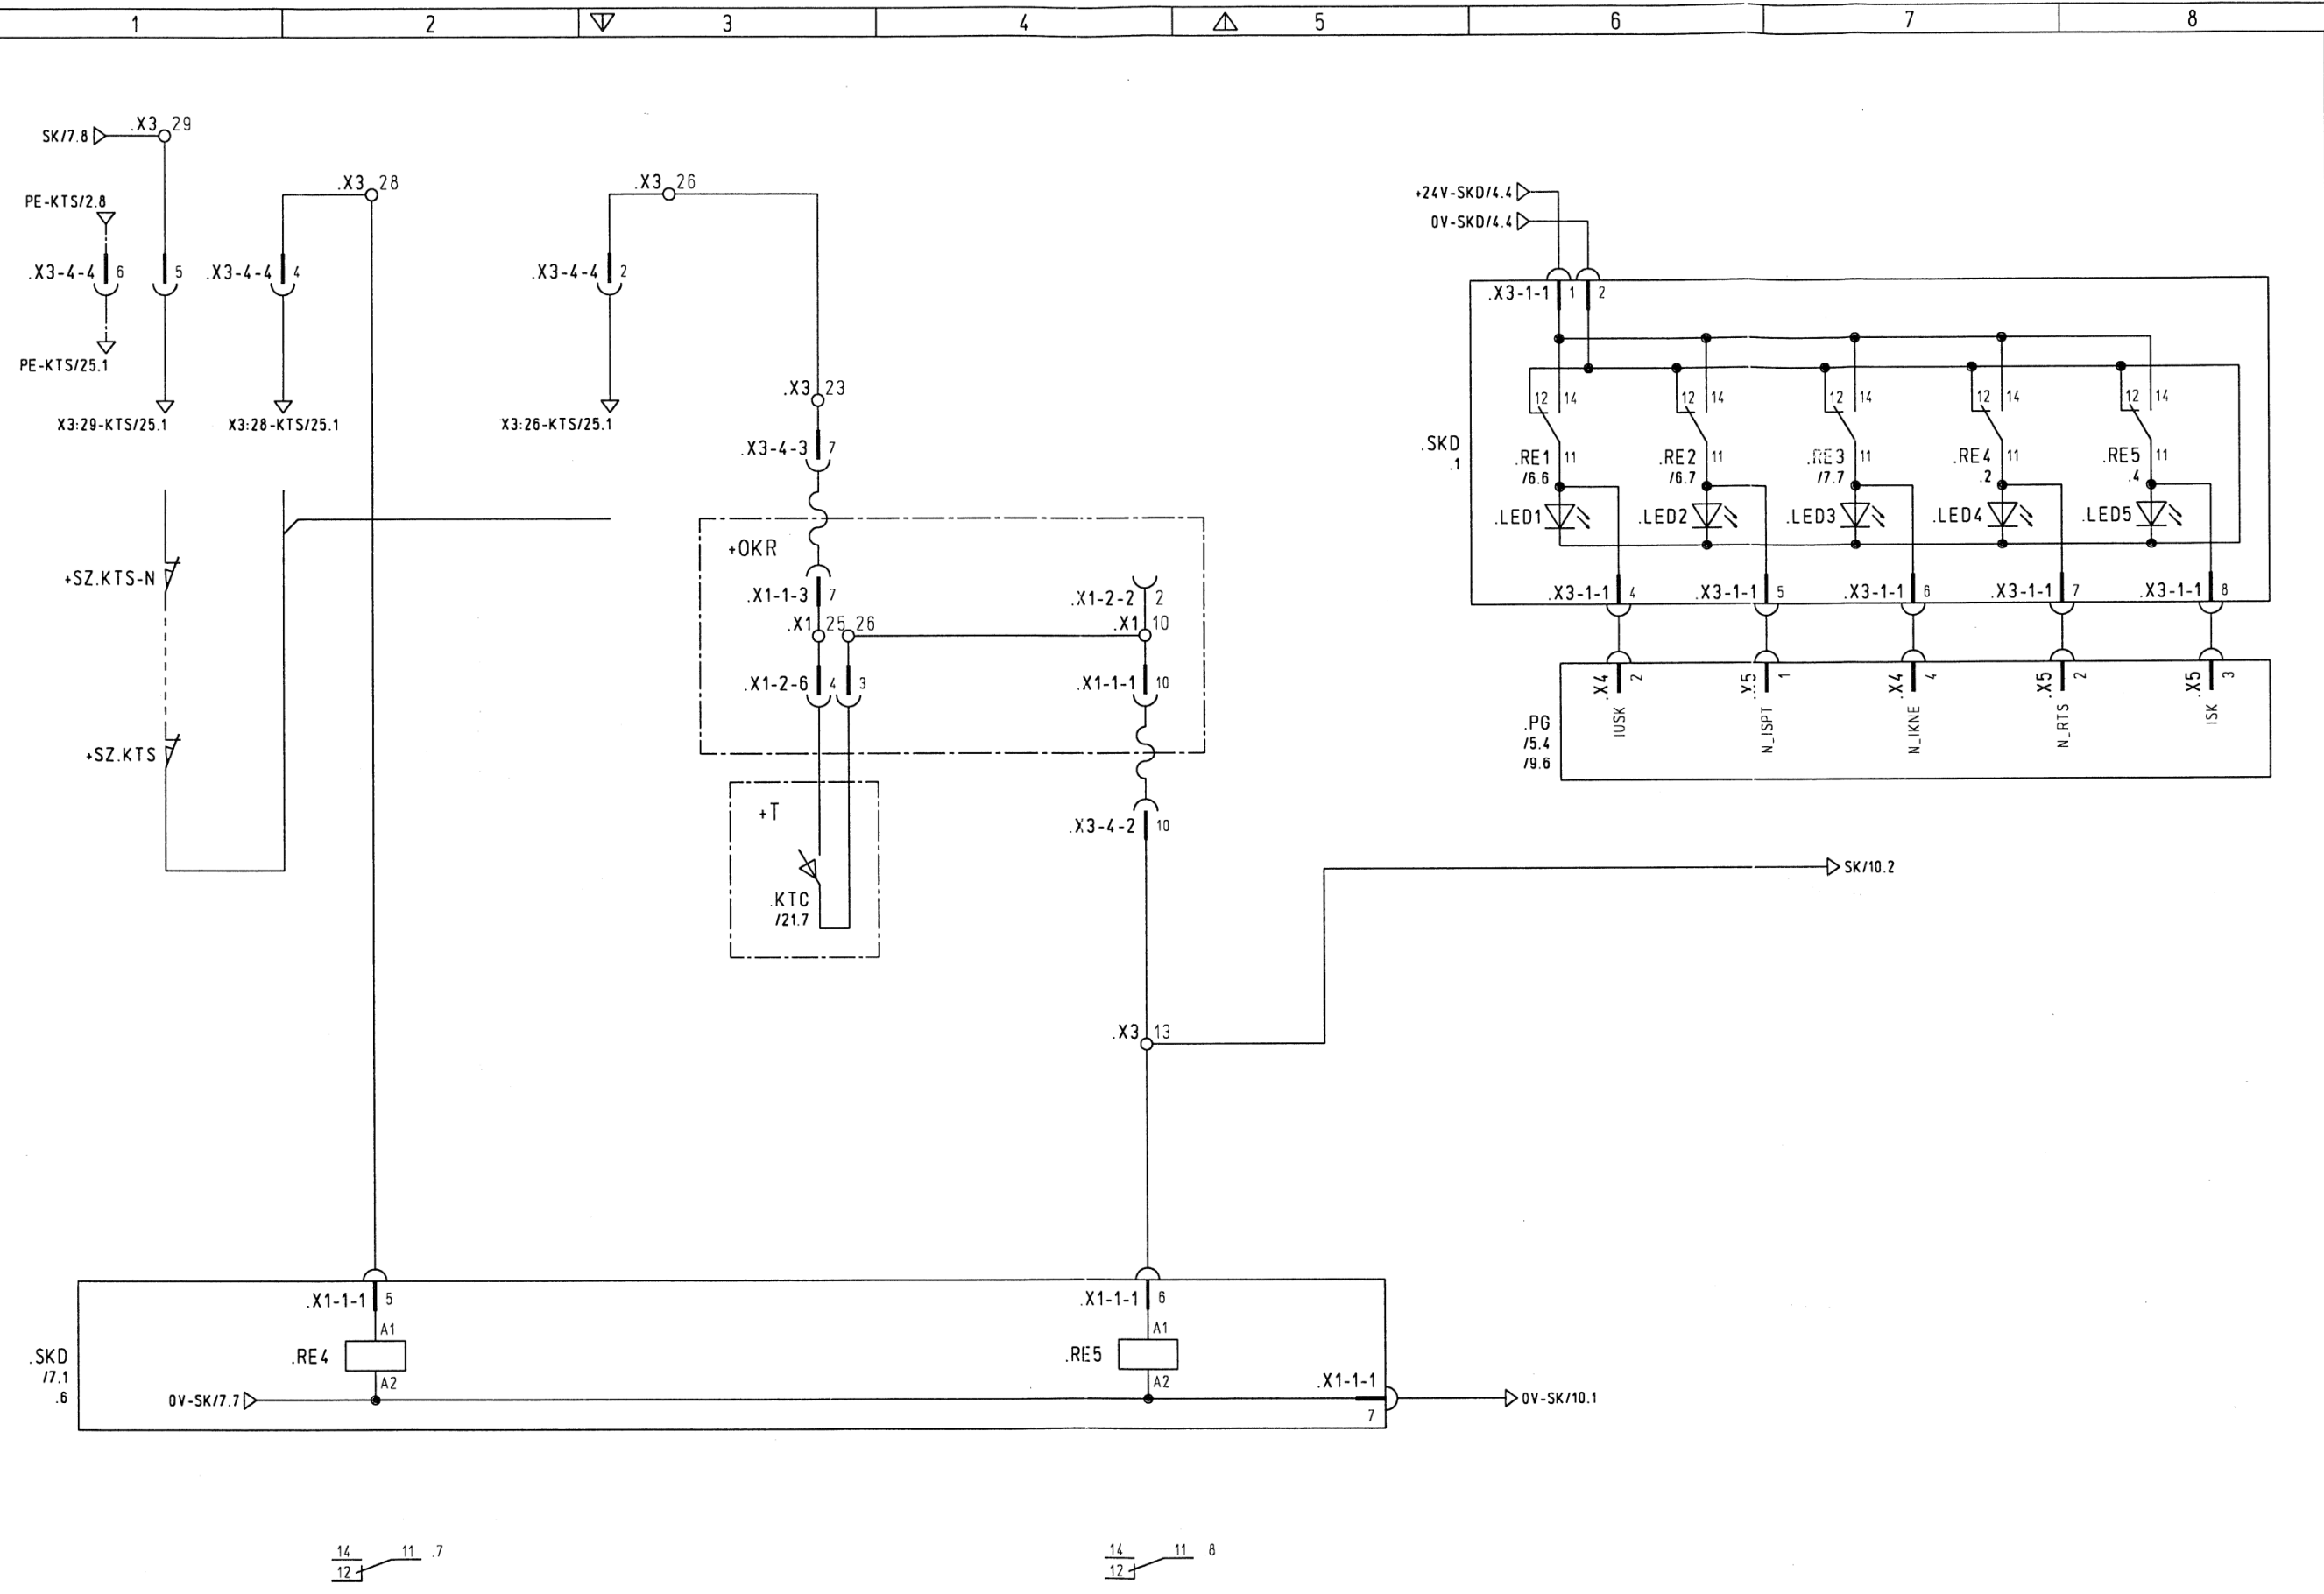 1 2 3 4 5 6 7 8
SK/7.8 .X3 29
.X3 28
.X3 26
PE-KTS/2.8
.X3-4-4 6 5
.X3-4-4 4
.X3-4-4 2
PE-KTS/25.1
X3:29-KTS/25.1
X3:28-KTS/25.1
X3:26-KTS/25.1
+SZ.KTS-N
+SZ.KTS
.X3 23
.X3-4-3 7
+OKR
.X1-1-3 7
.X1 25 26
.X1-2-6 4 3
.X1-2-2 2
.X1 10
.X1-1-1 10
+T
.KTC
/21.7
.X3-4-2 10
SK/10.2
.X3 13
+24V-SKD/4.4
0V-SKD/4.4
.X3-1-1 1 2
12 14 12 14 12 14 12 14 12 14
.SKD
.1
.RE1 11
/6.6
.RE2 11
/6.7
.RE3 11
/7.7
.RE4 11
.2
.RE5 11
.4
.LED1 .LED2 .LED3 .LED4 .LED5
.X3-1-1 4 .X3-1-1 5 .X3-1-1 6 .X3-1-1 7 .X3-1-1 8
.X4 2 .X5 1 .X4 4 .X5 2 .X5 3
IUSK N_ISPT N_IKNE N_RTS ISK
.PG
/5.4
/9.6
.X1-1-1 5
A1
.RE4
A2
.X1-1-1 6
A1
.RE5
A2
.SKD
/7.1
.6
0V-SK/7.7
.X1-1-1
7
0V-SK/10.1
14 11 .7
12
14 11 .8
12